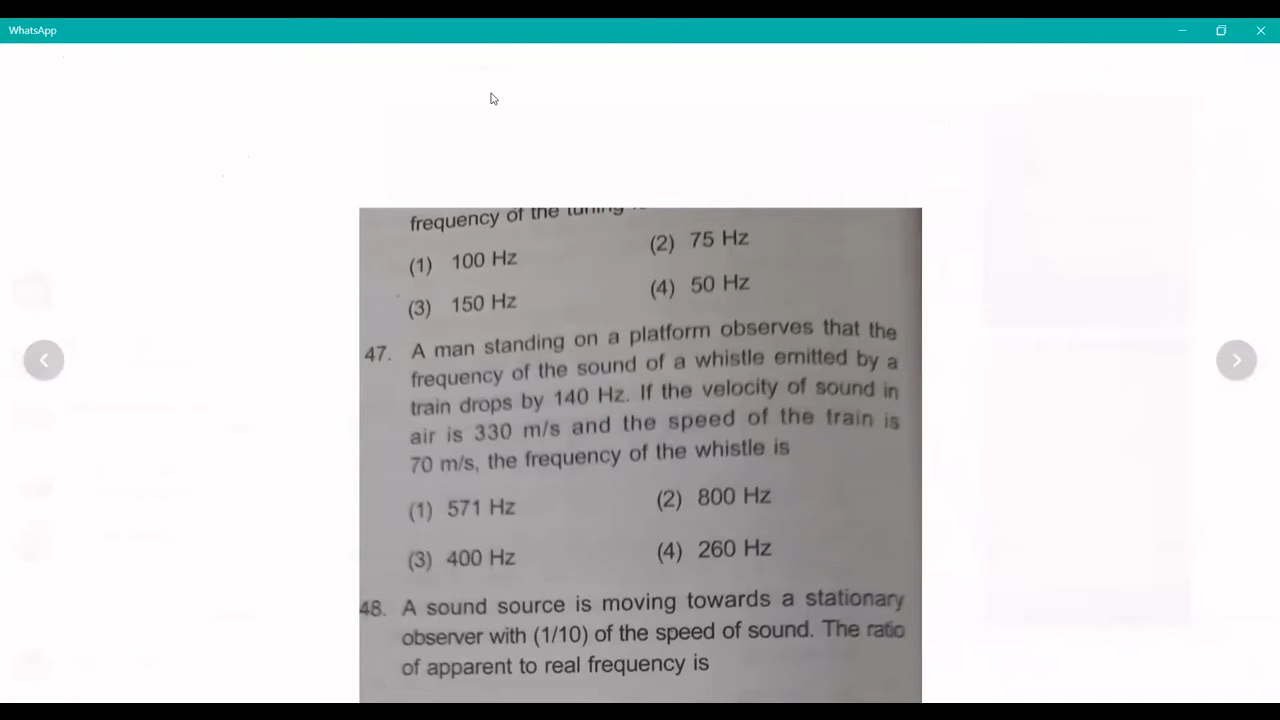 WhatsApp
frequency of the tuning
(1) 100 Hz
(2) 75 Hz
(3) 150 Hz
(4) 50 Hz
47. A man standing on a platform observes that the
frequency of the sound of a whistle emitted by a
train drops by 140 Hz. If the velocity of sound in
air is 330 m/s and the speed of the train is
70 m/s, the frequency of the whistle is
(1) 571 Hz
(2) 800 Hz
(3) 400 Hz
(4) 260 Hz
48. A sound source is moving towards a stationary
observer with (1/10) of the speed of sound. The ratio
of apparent to real frequency is